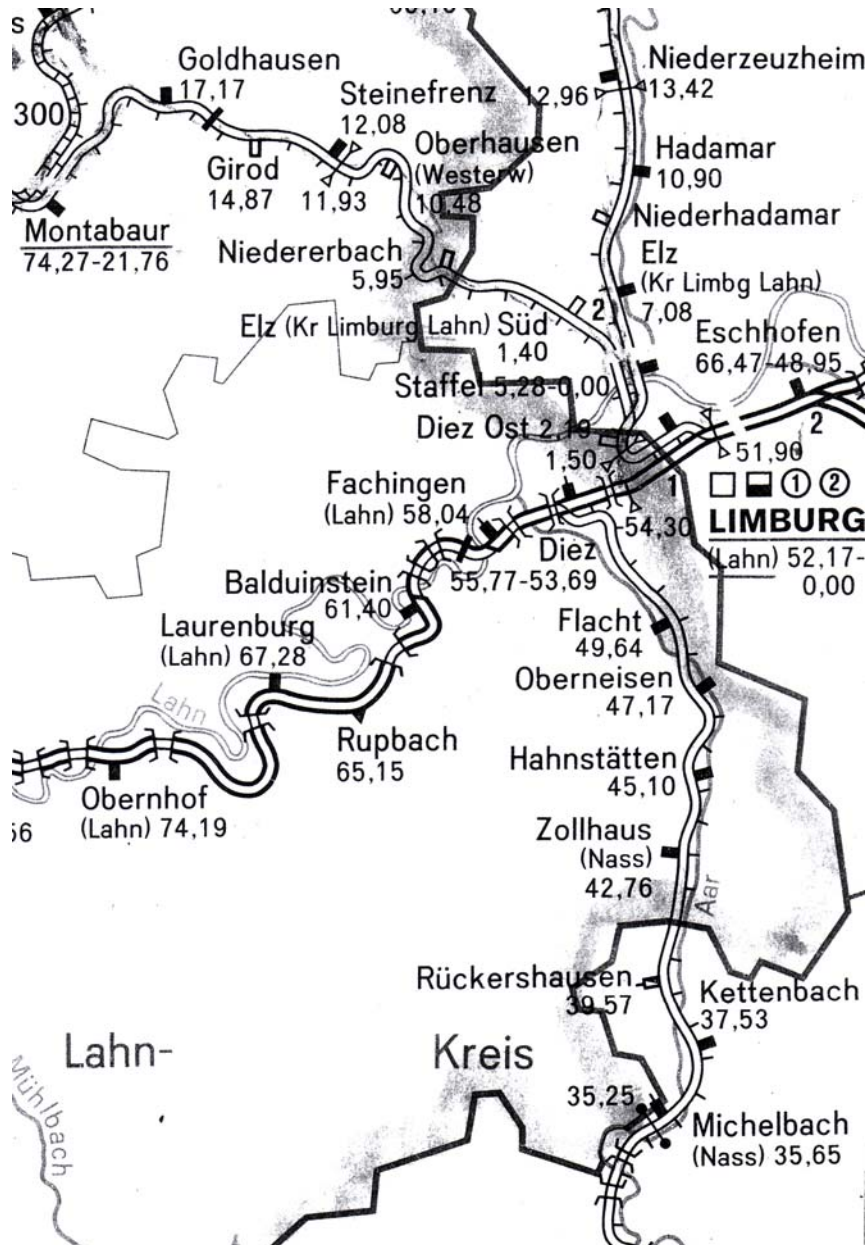 s
Goldhausen
17,17
300
Steinefrenz
12,08
Niederzeuzheim
12,96
13,42
Girod
14,87
11,93
Oberhausen
(Westerw)
10,48
Hadamar
10,90
Montabaur
74,27-21,76
Niederhadamar
Niedererbach
5,95
Elz
(Kr Limbg Lahn)
7,08
2
Elz (Kr Limburg Lahn) Süd
1,40
Eschhofen
66,47-48,95
Staffel 5,28-0,00
Diez Ost 2,19
1,50
2
51,90
Fachingen
(Lahn) 58,04
1
1 2
LIMBURG
(Lahn) 52,17-
0,00
54,30
Diez
55,77-53,69
Balduinstein
61,40
Laurenburg
(Lahn) 67,28
Flacht
49,64
Lahn
Oberneisen
47,17
Rupbach
65,15
Hahnstätten
45,10
Obernhof
(Lahn) 74,19
66
Zollhaus
(Nass)
42,76
Aar
Rückershausen
39,57
Kettenbach
37,53
Lahn- Kreis
Mühlbach
35,25
Michelbach
(Nass) 35,65